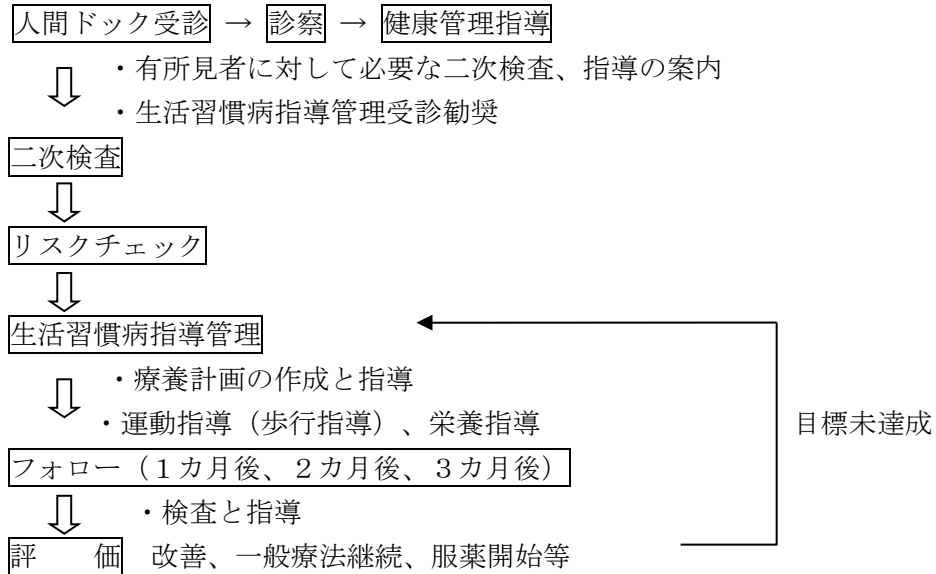 人間ドック受診 → 診察 → 健康管理指導
・有所見者に対して必要な二次検査、指導の案内
・生活習慣病指導管理受診勧奨
二次検査
リスクチェック
生活習慣病指導管理
・療養計画の作成と指導
・運動指導（歩行指導）、栄養指導
目標未達成
フォロー（１カ月後、２カ月後、３カ月後）
・検査と指導
評　　価　改善、一般療法継続、服薬開始等